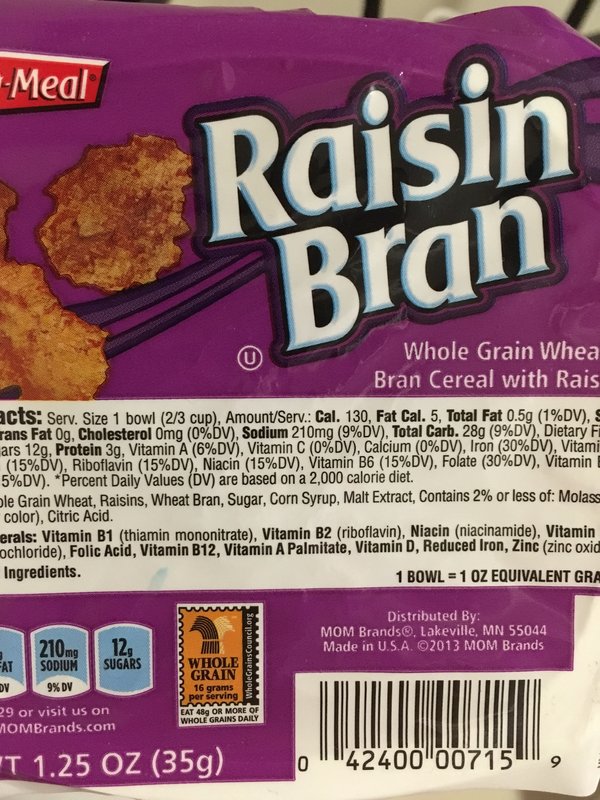 -Meal®
Raisin
Bran
U
Whole Grain Whea
Bran Cereal with Rais
acts: Serv. Size 1 bowl (2/3 cup), Amount/Serv.: Cal. 130, Fat Cal. 5, Total Fat 0.5g (1%DV), S
rans Fat 0g, Cholesterol 0mg (0%DV), Sodium 210mg (9%DV), Total Carb. 28g (9%DV), Dietary Fi
ars 12g, Protein 3g, Vitamin A (6%DV), Vitamin C (0%DV), Calcium (0%DV), Iron (30%DV), Vitami
(15%DV), Riboflavin (15%DV), Niacin (15%DV), Vitamin B6 (15%DV), Folate (30%DV), Vitamin B
5%DV). *Percent Daily Values (DV) are based on a 2,000 calorie diet.
ole Grain Wheat, Raisins, Wheat Bran, Sugar, Corn Syrup, Malt Extract, Contains 2% or less of: Molass
color), Citric Acid.
erals: Vitamin B1 (thiamin mononitrate), Vitamin B2 (riboflavin), Niacin (niacinamide), Vitamin
ochloride), Folic Acid, Vitamin B12, Vitamin A Palmitate, Vitamin D, Reduced Iron, Zinc (zinc oxid
Ingredients.
1 BOWL = 1 OZ EQUIVALENT GRA
Distributed By:
MOM Brands®, Lakeville, MN 55044
Made in U.S.A. ©2013 MOM Brands
FAT
DV
210mg
SODIUM
9% DV
12g
SUGARS
WHOLE
GRAIN
16 grams
per serving
WholeGrainsCouncil.org
EAT 48g OR MORE OF
WHOLE GRAINS DAILY
29 or visit us on
MOMBrands.com
WT 1.25 OZ (35g)
0 42400 00715 9